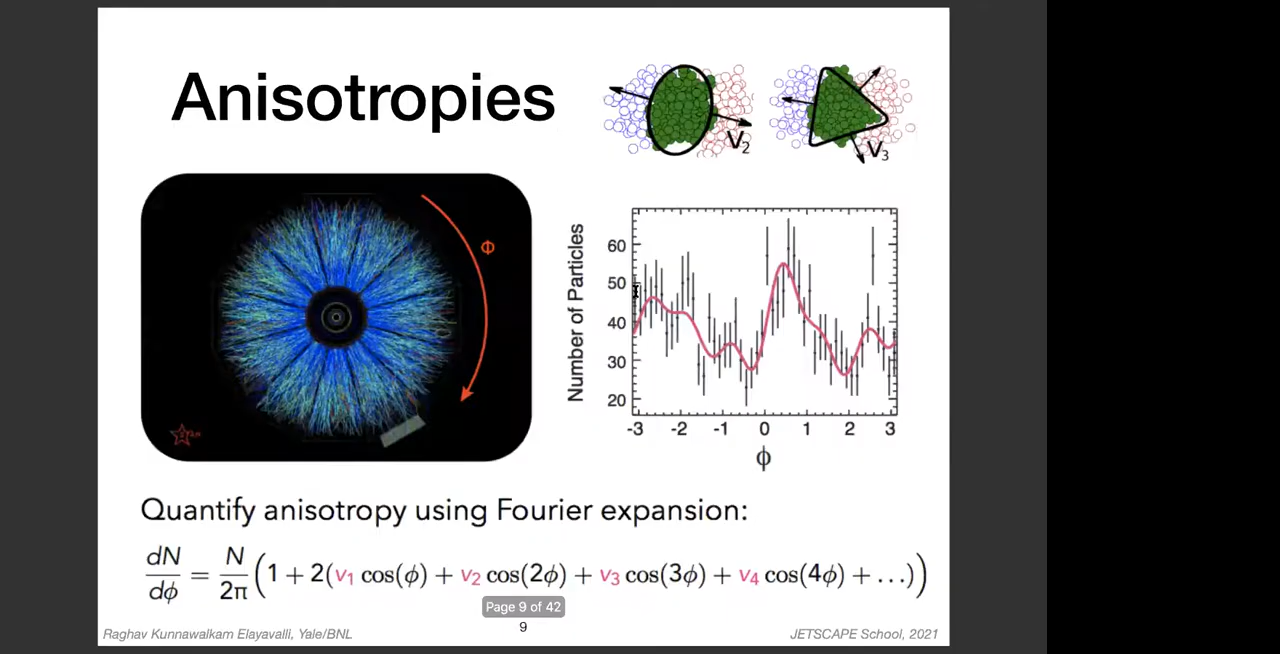 Anisotropies
V2
V3
Φ
Number of Particles
60
50
40
30
20
-3 -2 -1 0 1 2 3
ϕ
Quantify anisotropy using Fourier expansion:
dN/dϕ = N/2π (1 + 2(v₁ cos(ϕ) + v₂ cos(2ϕ) + v₃ cos(3ϕ) + v₄ cos(4ϕ) + …))
Page 9 of 42
9
Raghav Kunnawalkam Elayavalli, Yale/BNL
JETSCAPE School, 2021